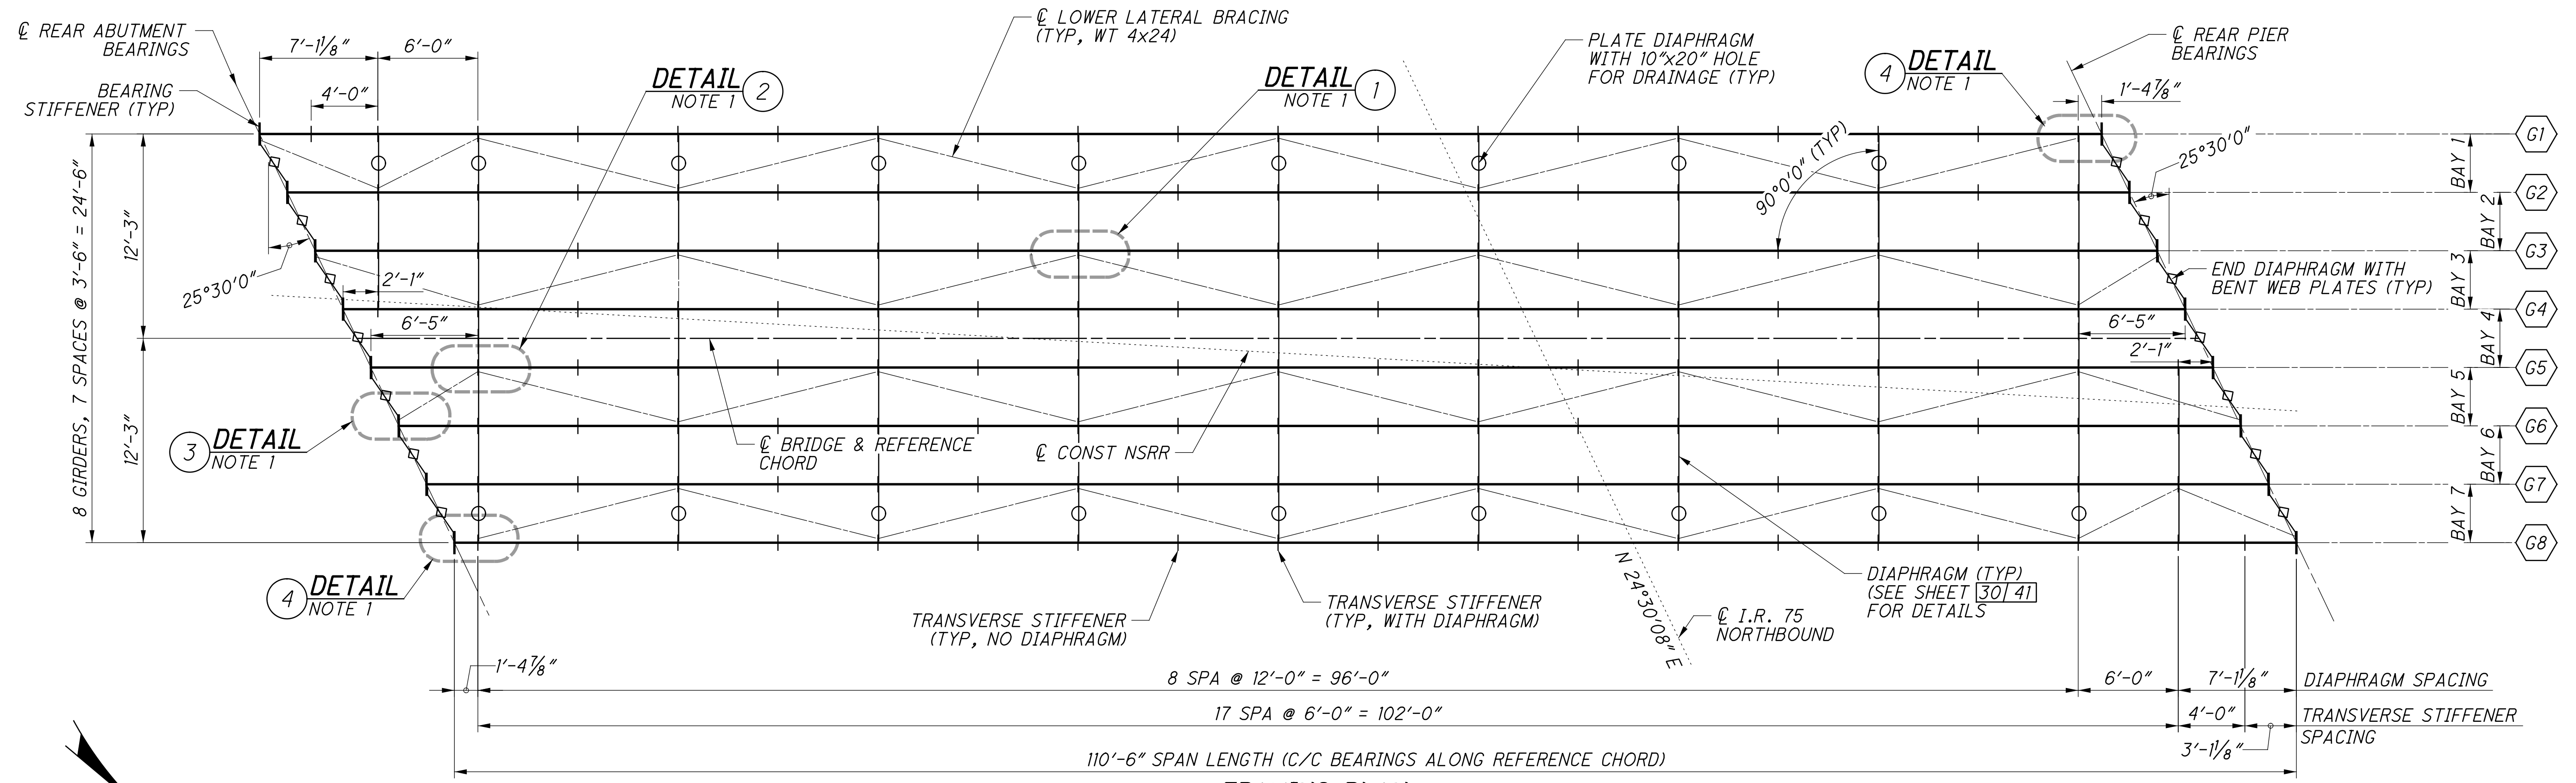 ℄ REAR ABUTMENT
BEARINGS
7'-1⅛"
6'-0"
℄ LOWER LATERAL BRACING
(TYP, WT 4x24)
PLATE DIAPHRAGM
WITH 10"x20" HOLE
FOR DRAINAGE (TYP)
℄ REAR PIER
BEARINGS
BEARING
STIFFENER (TYP)
4'-0"
DETAIL 2
NOTE 1
DETAIL 1
NOTE 1
4 DETAIL
NOTE 1
1'-4⅞"
8 GIRDERS, 7 SPACES @ 3'-6" = 24'-6"
12'-3"
12'-3"
90°0'0" (TYP)
25°30'0"
25°30'0"
BAY 1
BAY 2
BAY 3
BAY 4
BAY 5
BAY 6
BAY 7
G1
G2
G3
G4
G5
G6
G7
G8
2'-1"
6'-5"
END DIAPHRAGM WITH
BENT WEB PLATES (TYP)
6'-5"
2'-1"
3 DETAIL
NOTE 1
℄ BRIDGE & REFERENCE
CHORD
℄ CONST NSRR
4 DETAIL
NOTE 1
TRANSVERSE STIFFENER
(TYP, NO DIAPHRAGM)
TRANSVERSE STIFFENER
(TYP, WITH DIAPHRAGM)
N 24°30'08" E
℄ I.R. 75
NORTHBOUND
DIAPHRAGM (TYP)
(SEE SHEET 30/41
FOR DETAILS
1'-4⅞"
8 SPA @ 12'-0" = 96'-0"
6'-0"
7'-1⅛"
DIAPHRAGM SPACING
17 SPA @ 6'-0" = 102'-0"
4'-0"
TRANSVERSE STIFFENER
SPACING
3'-1⅛"
110'-6" SPAN LENGTH (C/C BEARINGS ALONG REFERENCE CHORD)